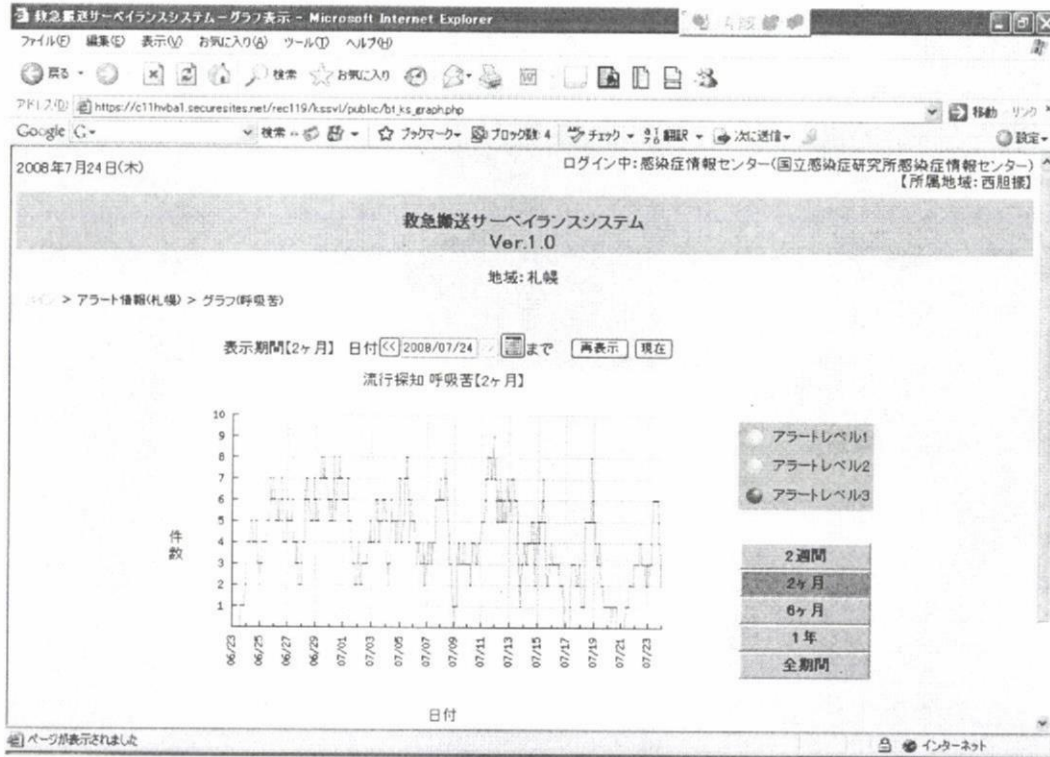 救急搬送サーベイランスシステムーグラフ表示 - Microsoft Internet Explorer
ファイル(F) 編集(E) 表示(V) お気に入り(A) ツール(T) ヘルプ(H)
戻る 検索 お気に入り
アドレス(D) https://c11hvba1.securesites.net/rec119/kssvl/public/bt_ks_graph.php 移動 リンク
Google G 検索 ブックマーク ブロック数: 4 チェック 翻訳 次に送信 設定
2008年7月24日(木)
ログイン中:感染症情報センター(国立感染症研究所感染症情報センター)
【所属地域:西胆振】
救急搬送サーベイランスシステム
Ver.1.0
地域:札幌
> アラート情報(札幌) > グラフ(呼吸苦)
表示期間【2ヶ月】 日付 << 2008/07/24 まで 再表示 現在
流行探知 呼吸苦【2ヶ月】
10
9
8
7
6
5
4
3
2
1
件数
06/23 06/25 06/27 06/29 07/01 07/03 07/05 07/07 07/09 07/11 07/13 07/15 07/17 07/19 07/21 07/23
日付
アラートレベル1
アラートレベル2
アラートレベル3
2週間
2ヶ月
6ヶ月
1年
全期間
ページが表示されました
インターネット